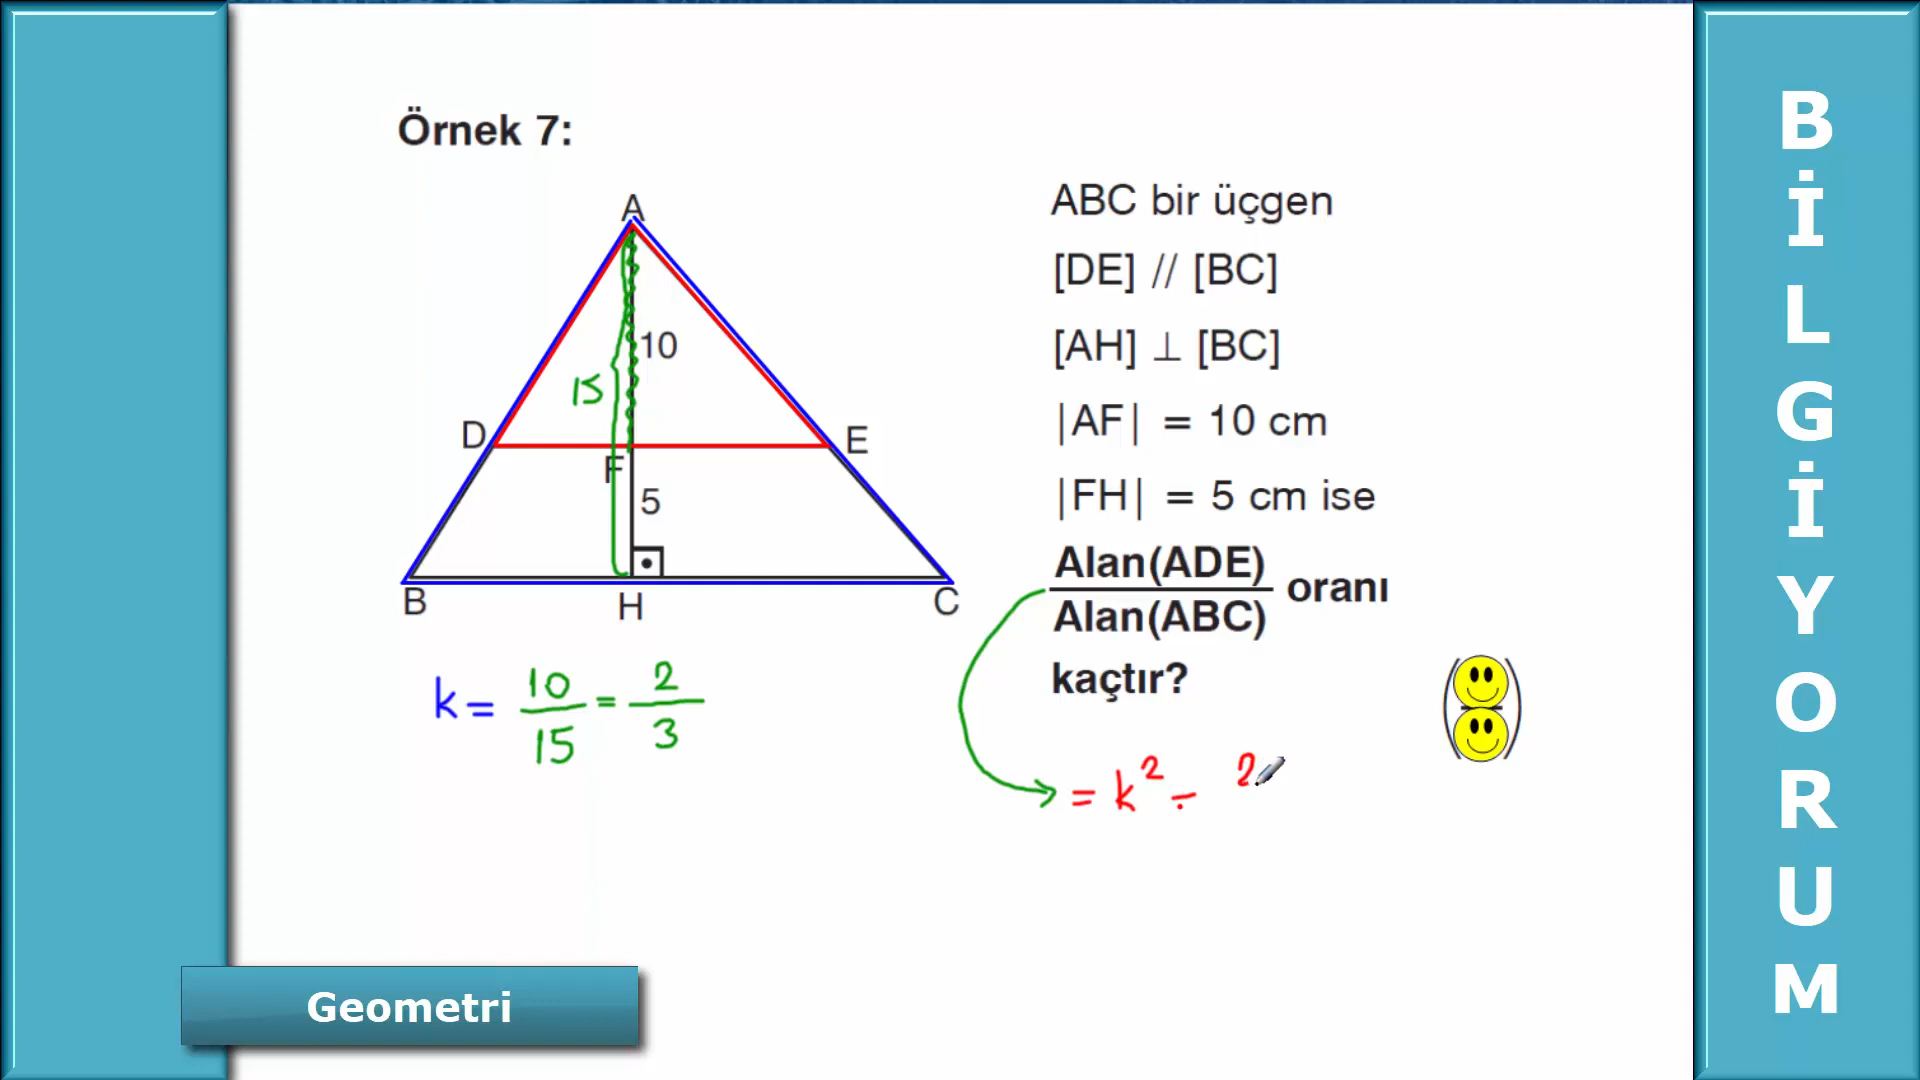 Örnek 7:
A
10
15
D
E
F
5
B
H
C
k = 10/15 = 2/3
ABC bir üçgen
[DE] // [BC]
[AH] ⊥ [BC]
|AF| = 10 cm
|FH| = 5 cm ise
Alan(ADE)
oranı
Alan(ABC)
kaçtır?
= k² = 2
Geometri
BİLGİYORUM